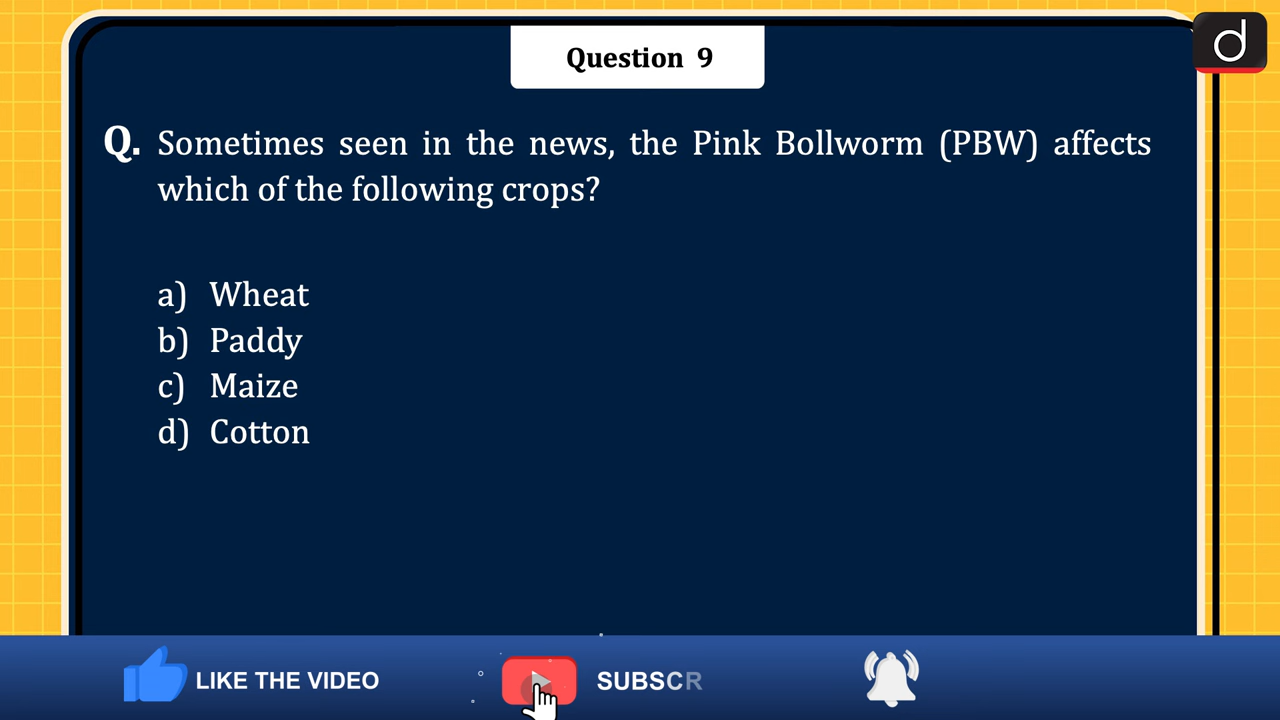 Question 9
d
Q. Sometimes seen in the news, the Pink Bollworm (PBW) affects
which of the following crops?
a) Wheat
b) Paddy
c) Maize
d) Cotton
LIKE THE VIDEO
SUBSCR